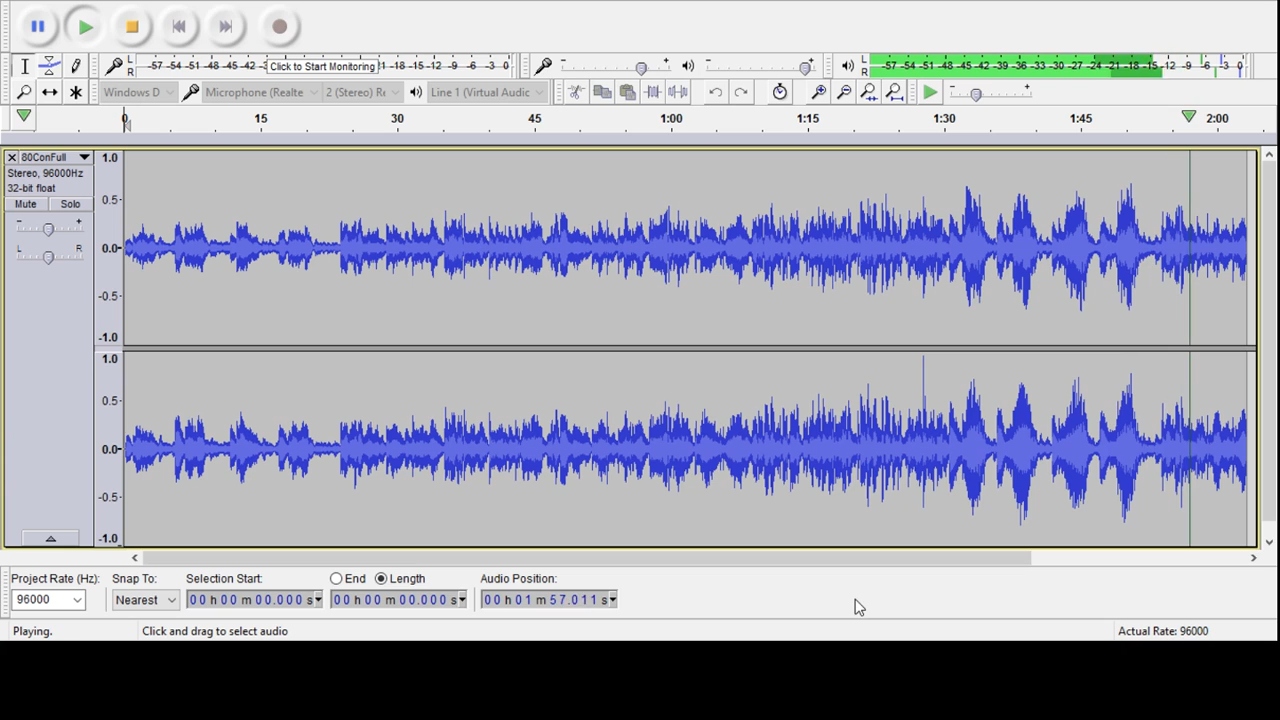 L
R
-57 -54 -51 -48 -45 -42
Click to Start Monitoring
-21 -18 -15 -12 -9 -6 -3 0
- +
- +
L
R
-57 -54 -51 -48 -45 -42 -39 -36 -33 -30 -27 -24 -21 -18 -15 -12 -9 -6 -3 0
Windows D
Microphone (Realte
2 (Stereo) Re
Line 1 (Virtual Audio
- +
0 15 30 45 1:00 1:15 1:30 1:45 2:00
80ConFull
Stereo, 96000Hz
32-bit float
Mute Solo
- +
L R
1.0
0.5
0.0
-0.5
-1.0
1.0
0.5
0.0
-0.5
-1.0
Project Rate (Hz): Snap To: Selection Start: End Length Audio Position:
96000 Nearest 00 h 00 m 00.000 s 00 h 00 m 00.000 s 00 h 01 m 57.011 s
Playing. Click and drag to select audio Actual Rate: 96000